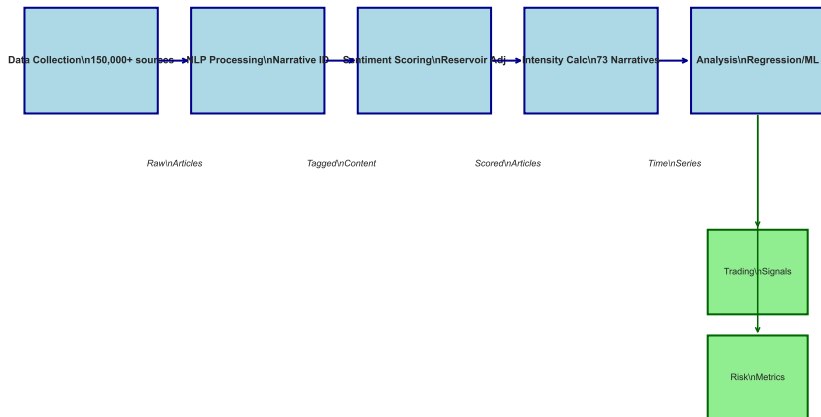 Data Collection\n150,000+ sources
NLP Processing\nNarrative ID
Sentiment Scoring\nReservoir Adj
Intensity Calc\n73 Narratives
Analysis\nRegression/ML
Raw\nArticles
Tagged\nContent
Scored\nArticles
Time\nSeries
Trading\nSignals
Risk\nMetrics